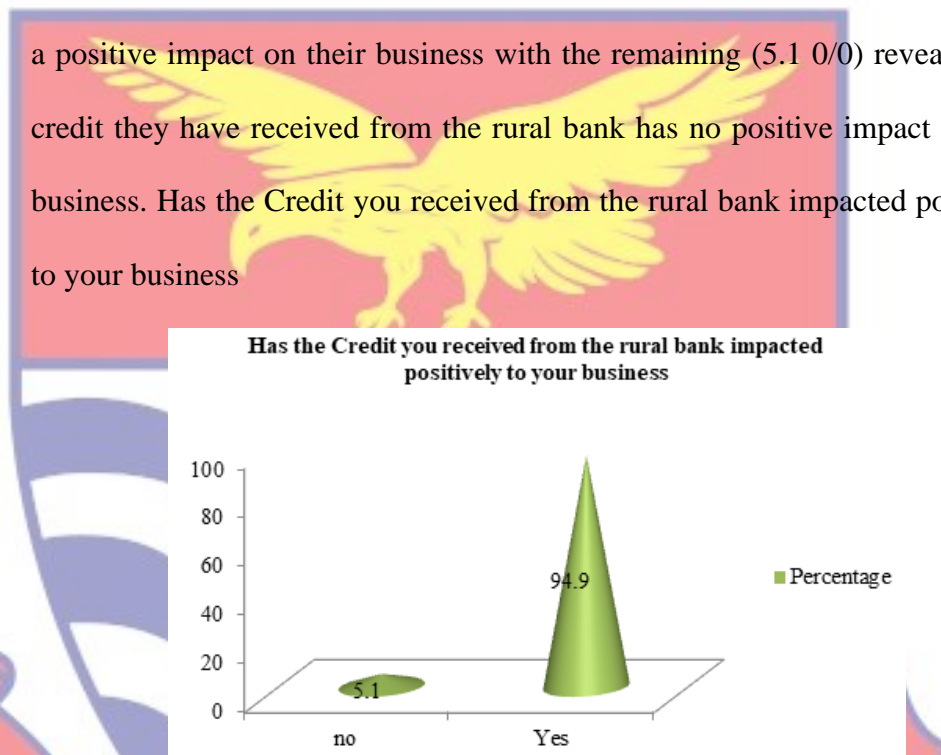 a positive impact on their business with the remaining (5.1 0/0)
credit they have received from the rural bank has no positive impact
business. Has the Credit you received from the rural bank impacted
to your business
Has the Credit you received from the rural bank impacted
positively to your business
100
80
60
40
20
0
94.9
5.1
no
Yes
Percentage